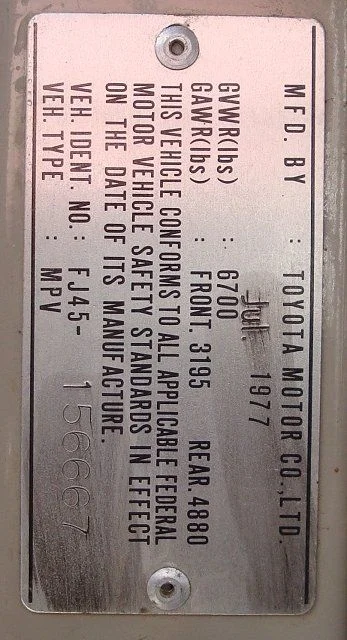 MFD. BY : TOYOTA MOTOR CO.,LTD.
Jul. 1977
GVWR(lbs) : 6700
GAWR(lbs) : FRONT. 3195 REAR. 4880
THIS VEHICLE CONFORMS TO ALL APPLICABLE FEDERAL
MOTOR VEHICLE SAFETY STANDARDS IN EFFECT
ON THE DATE OF ITS MANUFACTURE.
VEH. IDENT. NO.: FJ45-156667
VEH. TYPE : MPV